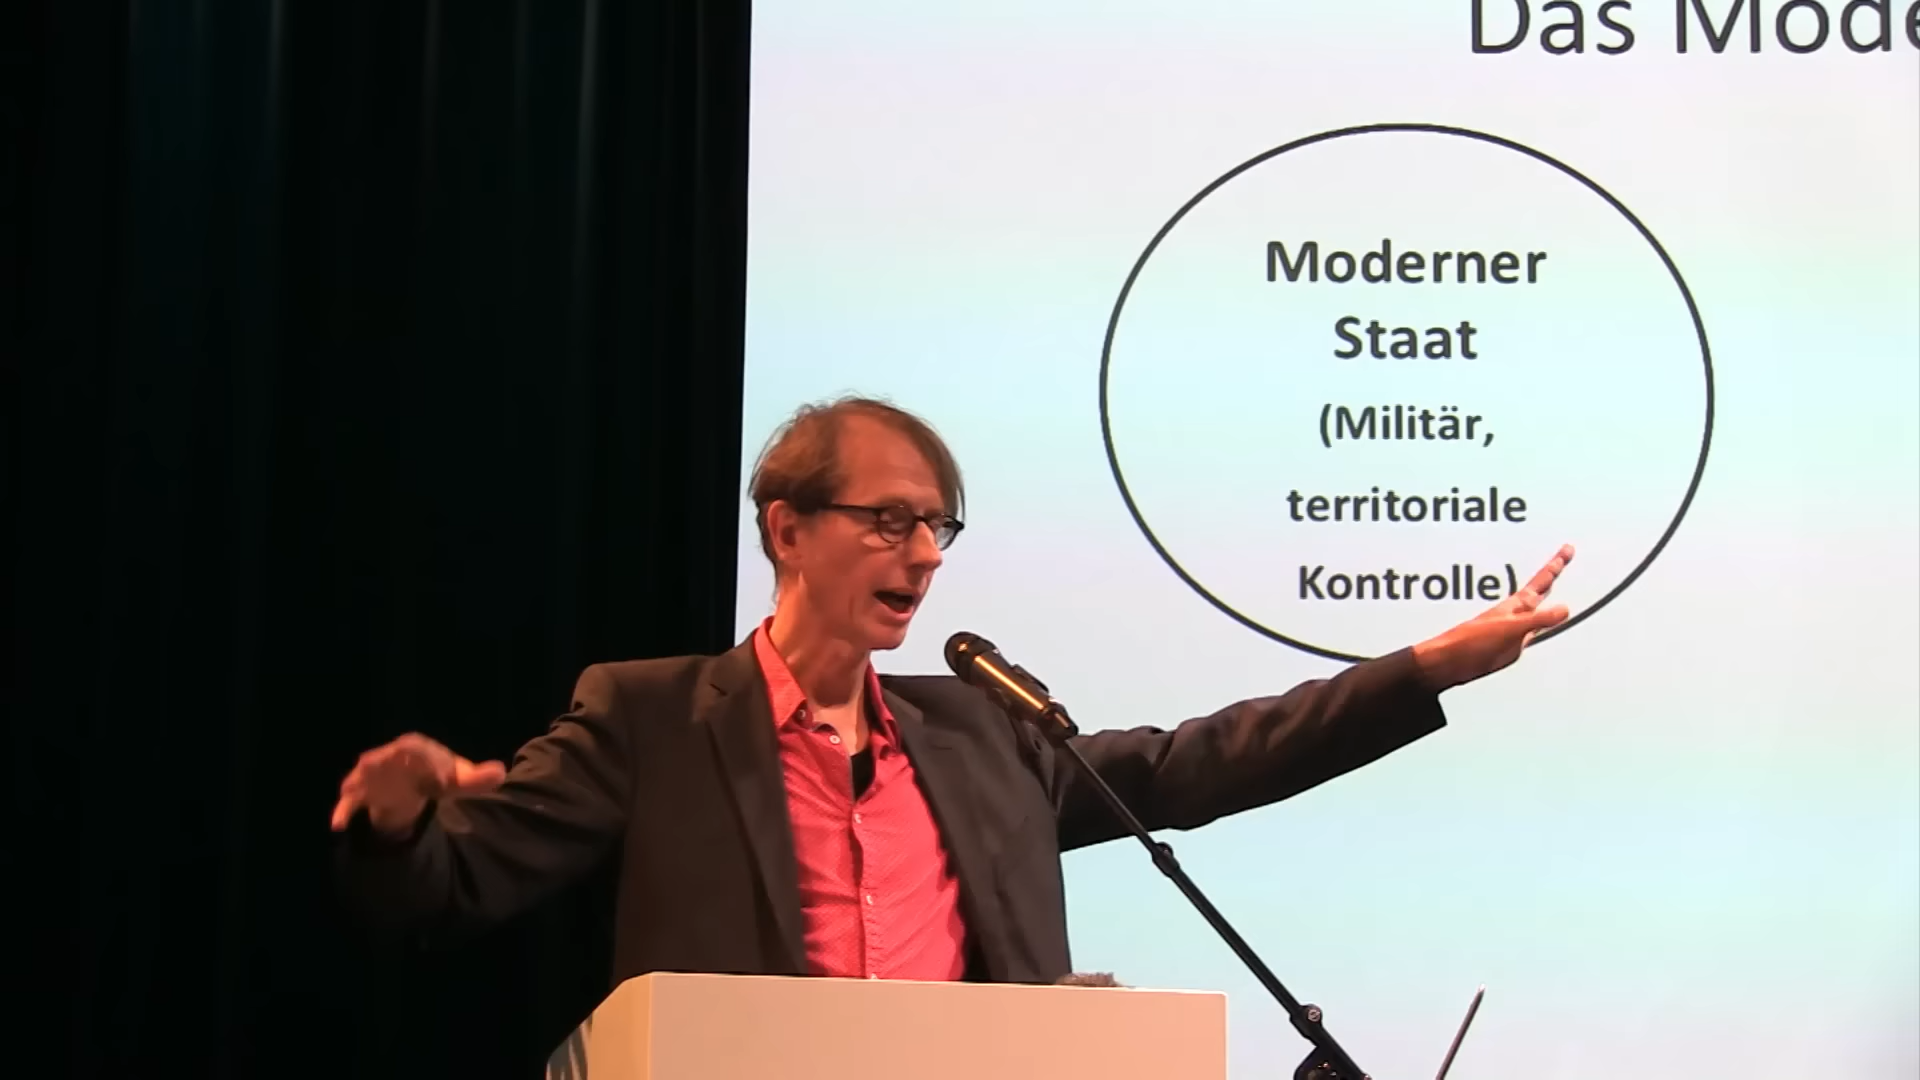 Das Mode
Moderner
Staat
(Militär,
territoriale
Kontrolle)